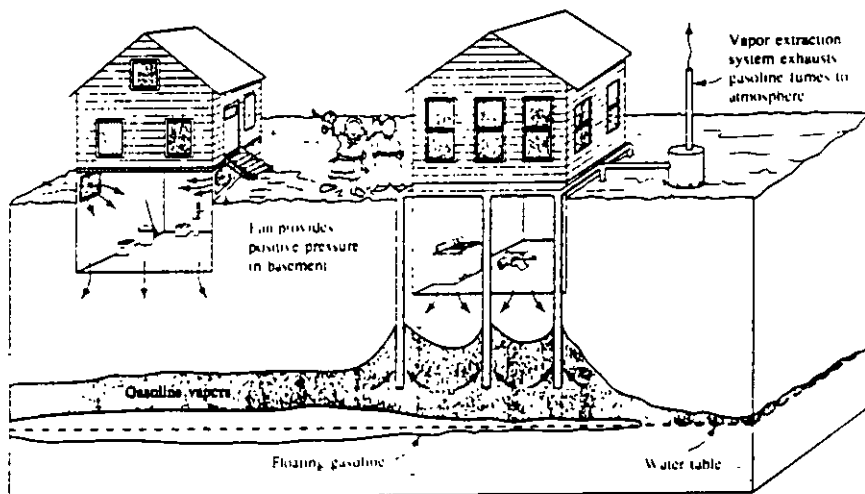 Vapor extraction
system exhausts
gasoline fumes to
atmosphere
Fan provides
positive pressure
in basement
Gasoline vapers
Floating gasoline
Water table